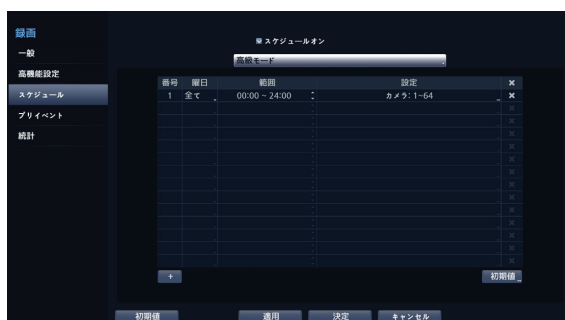 録画
一般
高機能設定
スケジュール
プリイベント
統計
スケジュールオン
高級モード
番号 曜日 範囲 設定 ×
1 全て 00:00 ~ 24:00 カメラ: 1~64 ×
+ 初期値
初期値 適用 決定 キャンセル